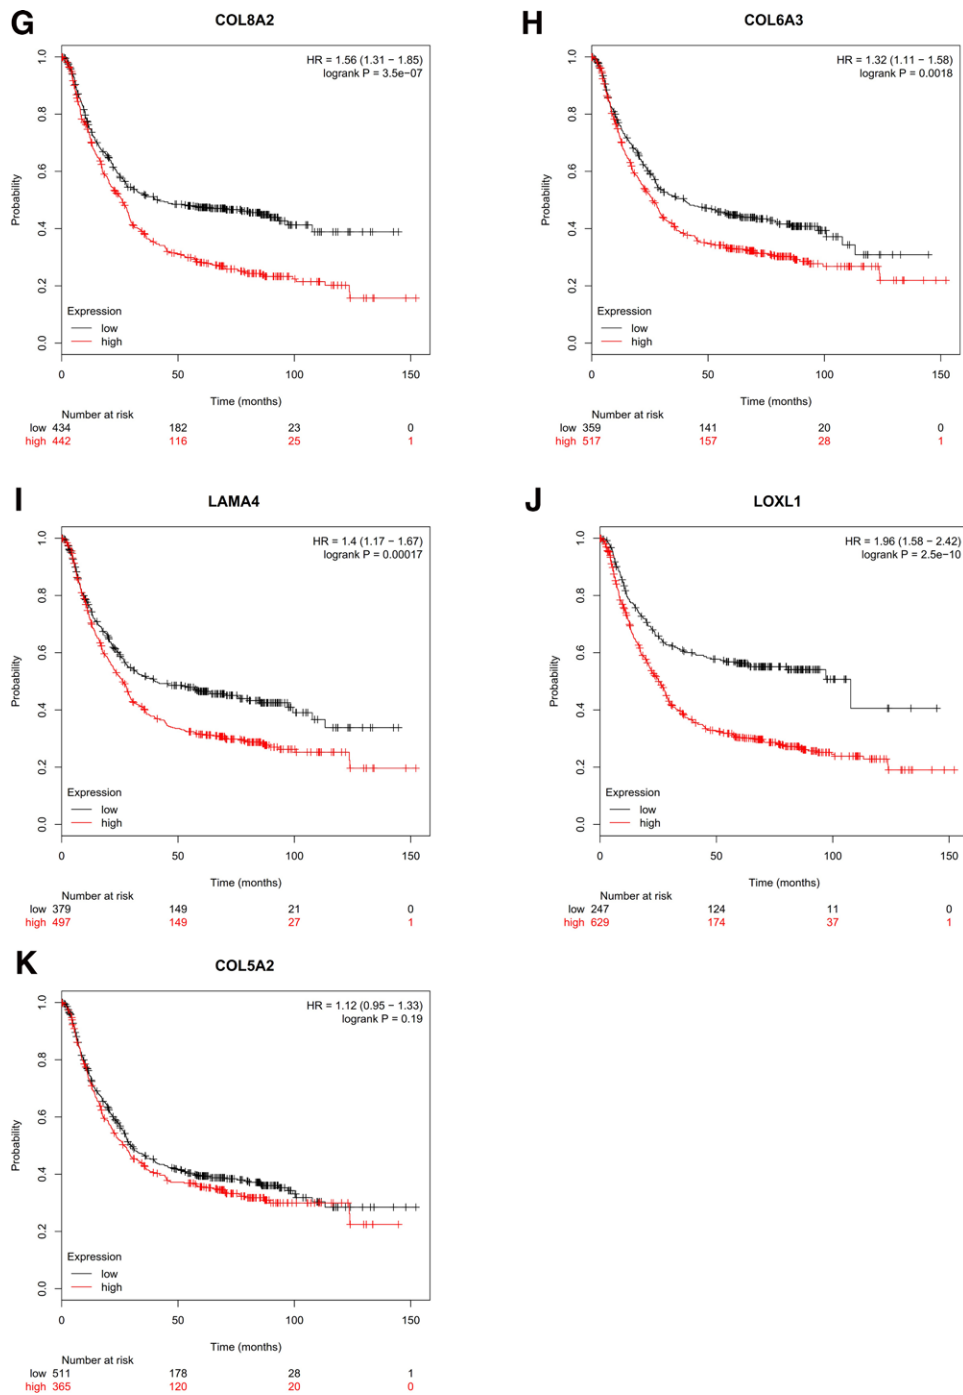 G
COL8A2
HR = 1.56 (1.31 − 1.85)
logrank P = 3.5e−07
Probability
1.0
0.8
0.6
0.4
0.2
0.0
Expression
low
high
0 50 100 150
Time (months)
Number at risk
low 434 182 23 0
high 442 116 25 1
H
COL6A3
HR = 1.32 (1.11 − 1.58)
logrank P = 0.0018
Probability
1.0
0.8
0.6
0.4
0.2
0.0
Expression
low
high
0 50 100 150
Time (months)
Number at risk
low 359 141 20 0
high 517 157 28 1
I
LAMA4
HR = 1.4 (1.17 − 1.67)
logrank P = 0.00017
Probability
1.0
0.8
0.6
0.4
0.2
0.0
Expression
low
high
0 50 100 150
Time (months)
Number at risk
low 379 149 21 0
high 497 149 27 1
J
LOXL1
HR = 1.96 (1.58 − 2.42)
logrank P = 2.5e−10
Probability
1.0
0.8
0.6
0.4
0.2
0.0
Expression
low
high
0 50 100 150
Time (months)
Number at risk
low 247 124 11 0
high 629 174 37 1
K
COL5A2
HR = 1.12 (0.95 − 1.33)
logrank P = 0.19
Probability
1.0
0.8
0.6
0.4
0.2
0.0
Expression
low
high
0 50 100 150
Time (months)
Number at risk
low 511 178 28 1
high 365 120 20 0